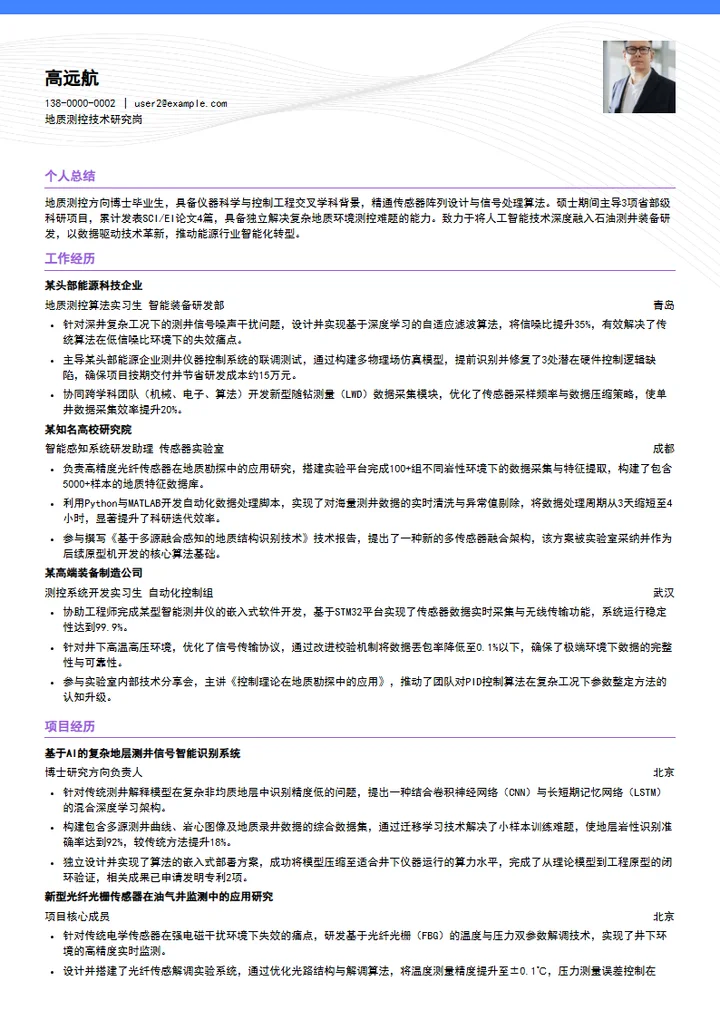 高远航
138-0000-0002 | user2@example.com
地质测控技术研究岗
个人总结
地质测控方向博士毕业生，具备仪器科学与控制工程交叉学科背景，精通传感器阵列设计与信号处理算法。硕士期间主导3项省部级
科研项目，累计发表SCI/EI论文4篇，具备独立解决复杂地质环境测控难题的能力。致力于将人工智能技术深度融入石油测井装备研
发，以数据驱动技术革新，推动能源行业智能化转型。
工作经历
某头部能源科技企业
地质测控算法实习生 智能装备研发部 青岛
• 针对深井复杂工况下的测井信号噪声干扰问题，设计并实现基于深度学习的自适应滤波算法，将信噪比提升35%，有效解决了传
统算法在低信噪比环境下的失效痛点。
• 主导某头部能源企业测井仪器控制系统的联调测试，通过构建多物理场仿真模型，提前识别并修复了3处潜在硬件控制逻辑缺
陷，确保项目按期交付井节省研发成本约15万元。
• 协同跨学科团队（机械、电子、算法）开发新型随钻测量（LWD）数据采集模块，优化了传感器采样频率与数据压缩策略，使单
井数据采集效率提升20%。
某知名高校研究院
智能感知系统研发助理 传感器实验室 成都
• 负责高精度光纤传感器在地质勘探中的应用研究，搭建实验平台完成100+组不同岩性环境下的数据采集与特征提取，构建了包含
5000+样本的地质特征数据库。
• 利用Python与MATLAB开发自动化数据处理脚本，实现了对海量测井数据的实时清洗与异常值剔除，将数据处理周期从3天缩短至4
小时，显著提升了科研迭代效率。
• 参与撰写《基于多源融合感知的地质结构识别技术》技术报告，提出了一种新的多传感器融合架构，该方案被实验室采纳并作为
后续原型机开发的核心算法基础。
某高端装备制造公司
测控系统开发实习生 自动化控制组 武汉
• 协助工程师完成某型智能测井仪的嵌入式软件开发，基于STM32平台实现了传感器数据实时采集与无线传输功能，系统运行稳定
性达到99.9%。
• 针对井下高温高压环境，优化了信号传输协议，通过改进校验机制将数据丢包率降低至0.1%以下，确保了极端环境下数据的完整
性与可靠性。
• 参与实验室内部技术分享会，主讲《控制理论在地质勘探中的应用》，推动了团队对PID控制算法在复杂工况下参数整定方法的
认知升级。
项目经历
基于AI的复杂地层测井信号智能识别系统
博士研究方向负责人 北京
• 针对传统测井解释模型在复杂非均质地层中识别精度低的问题，提出一种结合卷积神经网络（CNN）与长短期记忆网络（LSTM）
的混合深度学习架构。
• 构建包含多源测井曲线、岩心图像及地质录井数据的综合数据集，通过迁移学习技术解决了小样本训练难题，使地层岩性识别准
确率达到92%，较传统方法提升18%。
• 独立设计并实现了算法的嵌入式部署方案，成功将模型压缩至适合井下仪器运行的算力水平，完成了从理论模型到工程原型的闭
环验证，相关成果已申请发明专利2项。
新型光纤光栅传感器在油气井监测中的应用研究
项目核心成员 北京
• 针对传统电学传感器在强电磁干扰环境下失效的痛点，研发基于光纤光栅（FBG）的温度与压力双参数解调技术，实现了井下环
境的高精度实时监测。
• 设计并搭建了光纤传感解调实验系统，通过优化光路结构与解调算法，将温度测量精度提升至±0.1℃，压力测量误差控制在